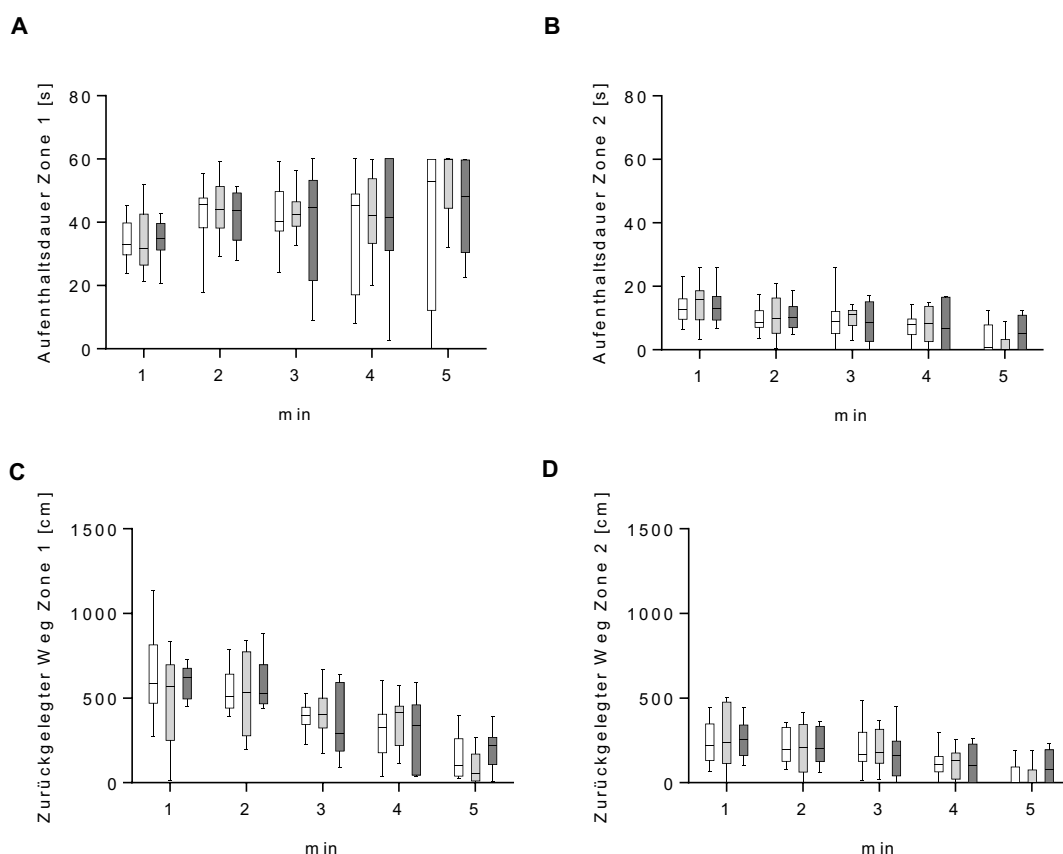 A
Aufenthaltsdauer Zone 1 [s]
80
60
40
20
0
1 2 3 4 5
min
B
Aufenthaltsdauer Zone 2 [s]
80
60
40
20
0
1 2 3 4 5
min
C
Zurückgelegter Weg Zone 1 [cm]
1500
1000
500
0
1 2 3 4 5
min
D
Zurückgelegter Weg Zone 2 [cm]
1500
1000
500
0
1 2 3 4 5
min